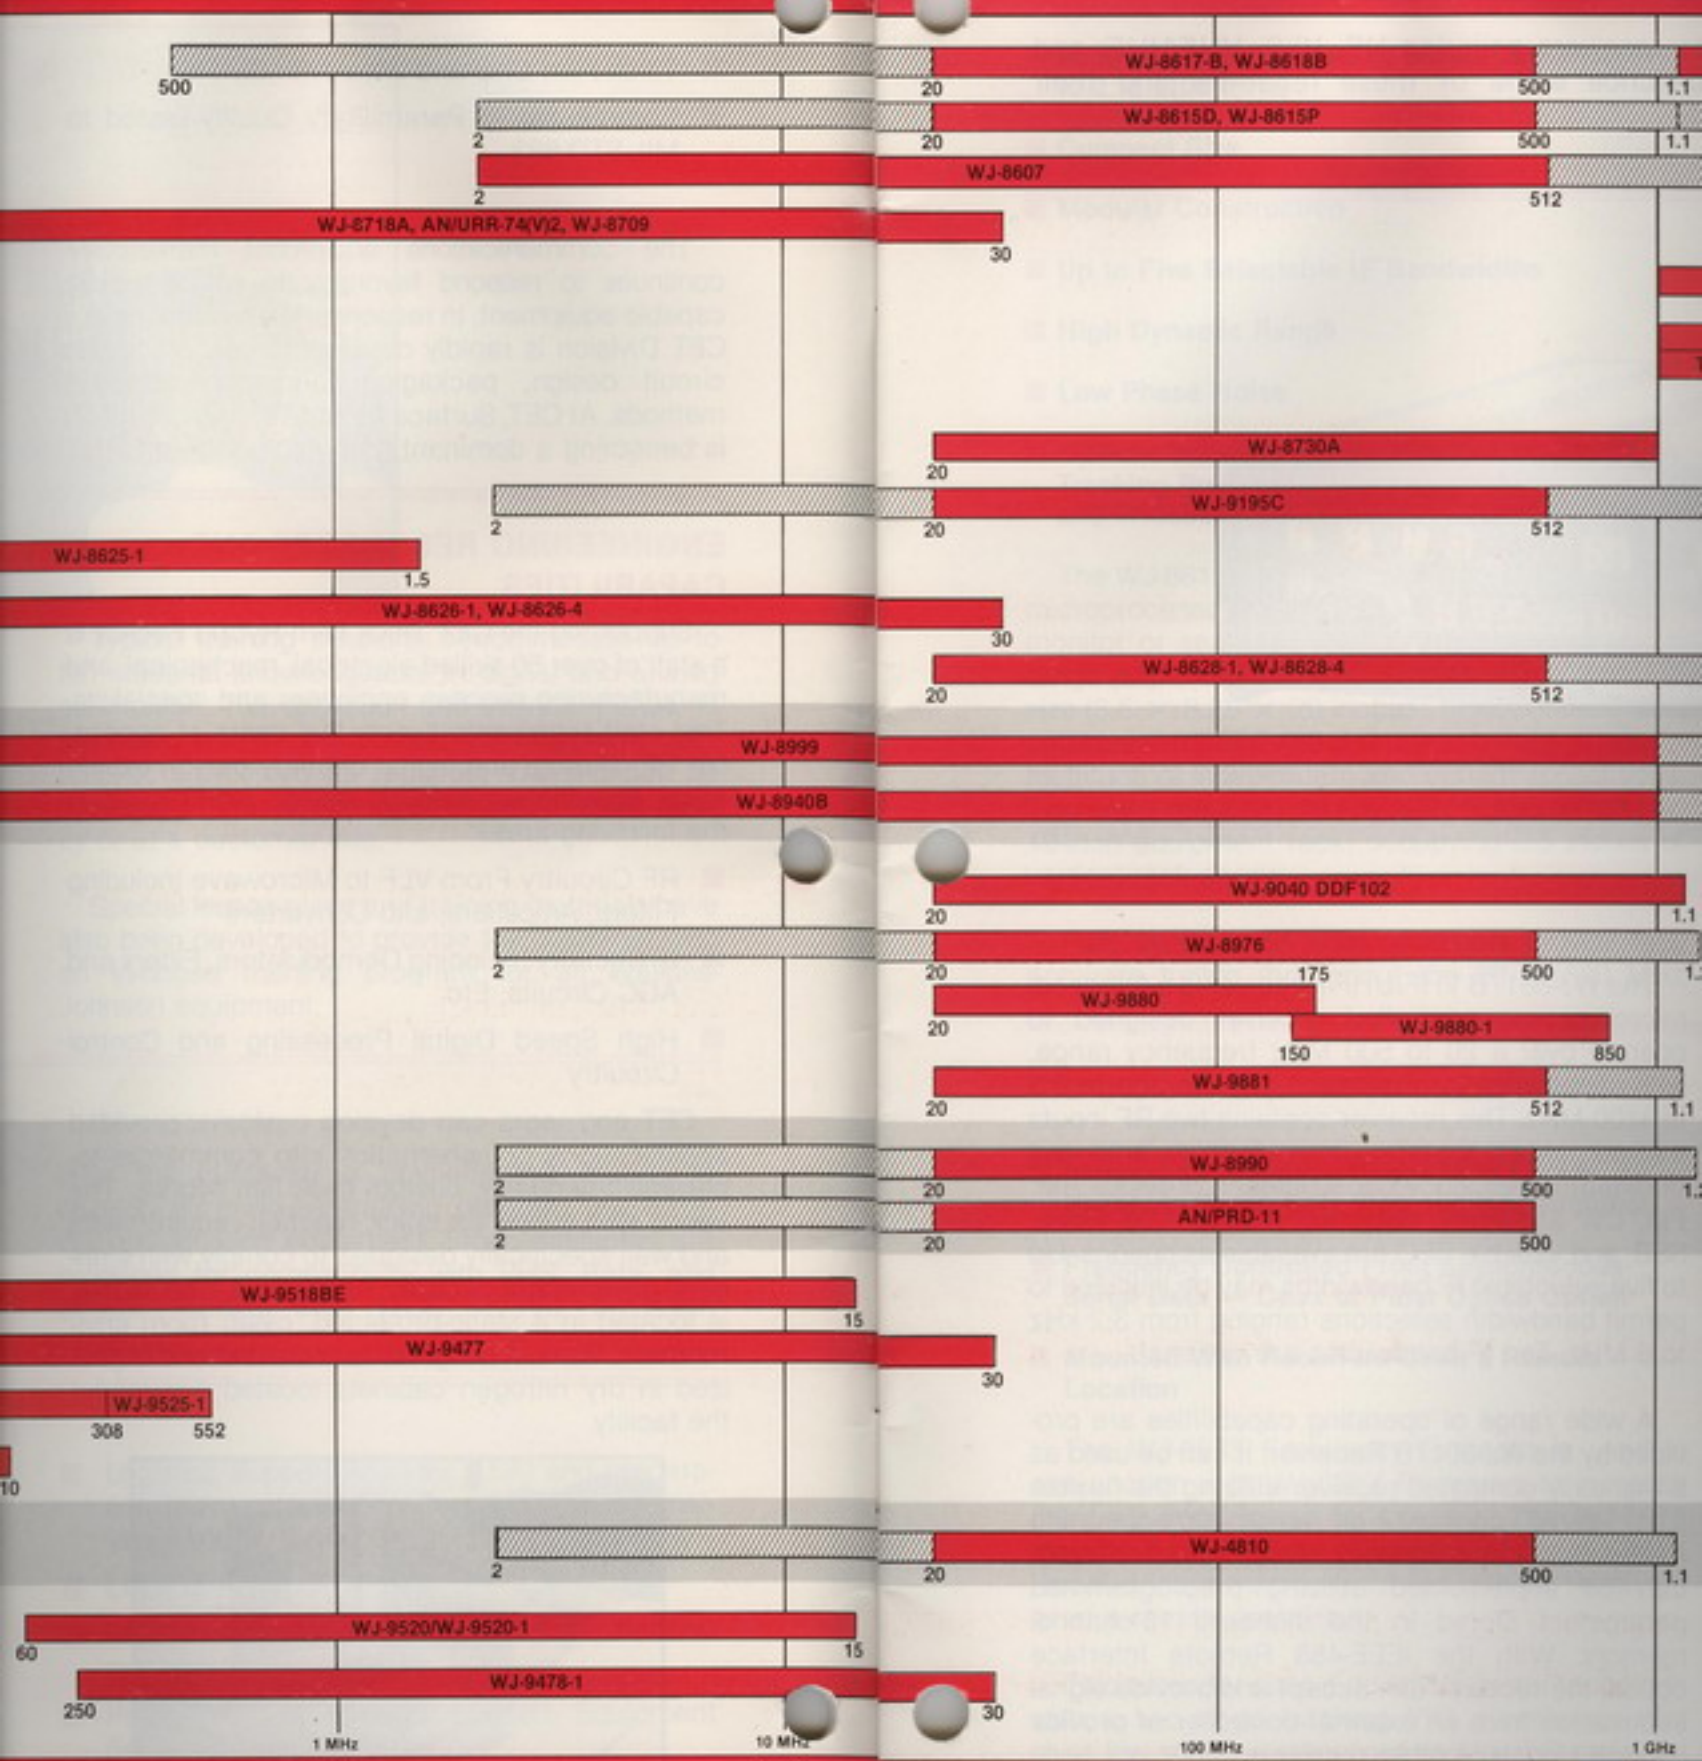 WJ-8617-B, WJ-8618B
500 20 500 1.1
WJ-8615D, WJ-8615P
2 20 500 1.1
WJ-8607
2 512
WJ-8718A, AN/URR-74(V)2, WJ-8709
30
WJ-8730A
20
WJ-9195C
2 20 512
WJ-8625-1
1.5
WJ-8626-1, WJ-8626-4
30
WJ-8628-1, WJ-8628-4
20 512
WJ-8999
WJ-8940B
WJ-9040 DDF102
20 1.1
WJ-8976
2 20 175 500
WJ-9880
20
WJ-9880-1
150 850
WJ-9881
20 512 1.1
WJ-8990
2 20 500
AN/PRD-11
2 20 500
WJ-9518BE
15
WJ-9477
30
WJ-9525-1
308 552
10
WJ-4810
2 20 500 1.1
WJ-9520/WJ-9520-1
60 15
WJ-9478-1
250 30
1 MHz 10 MHz 100 MHz 1 GHz